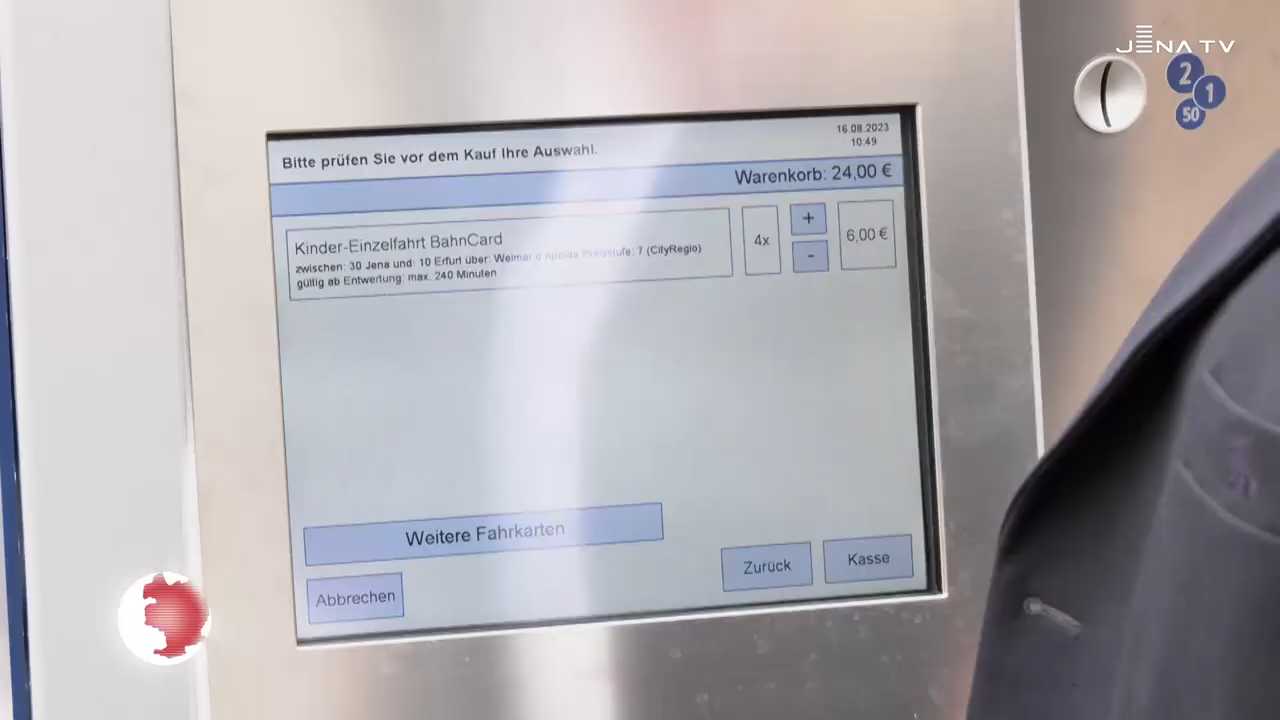 JENA TV
2
1
50
16.08.2023
10:49
Bitte prüfen Sie vor dem Kauf Ihre Auswahl.
Warenkorb: 24,00 €
Kinder-Einzelfahrt BahnCard
zwischen: 30 Jena und: 10 Erfurt über: Weimar o Apolda Preisstufe: 7 (CityRegio)
gültig ab Entwertung: max. 240 Minuten
4x
+
-
6,00 €
Weitere Fahrkarten
Zurück
Kasse
Abbrechen